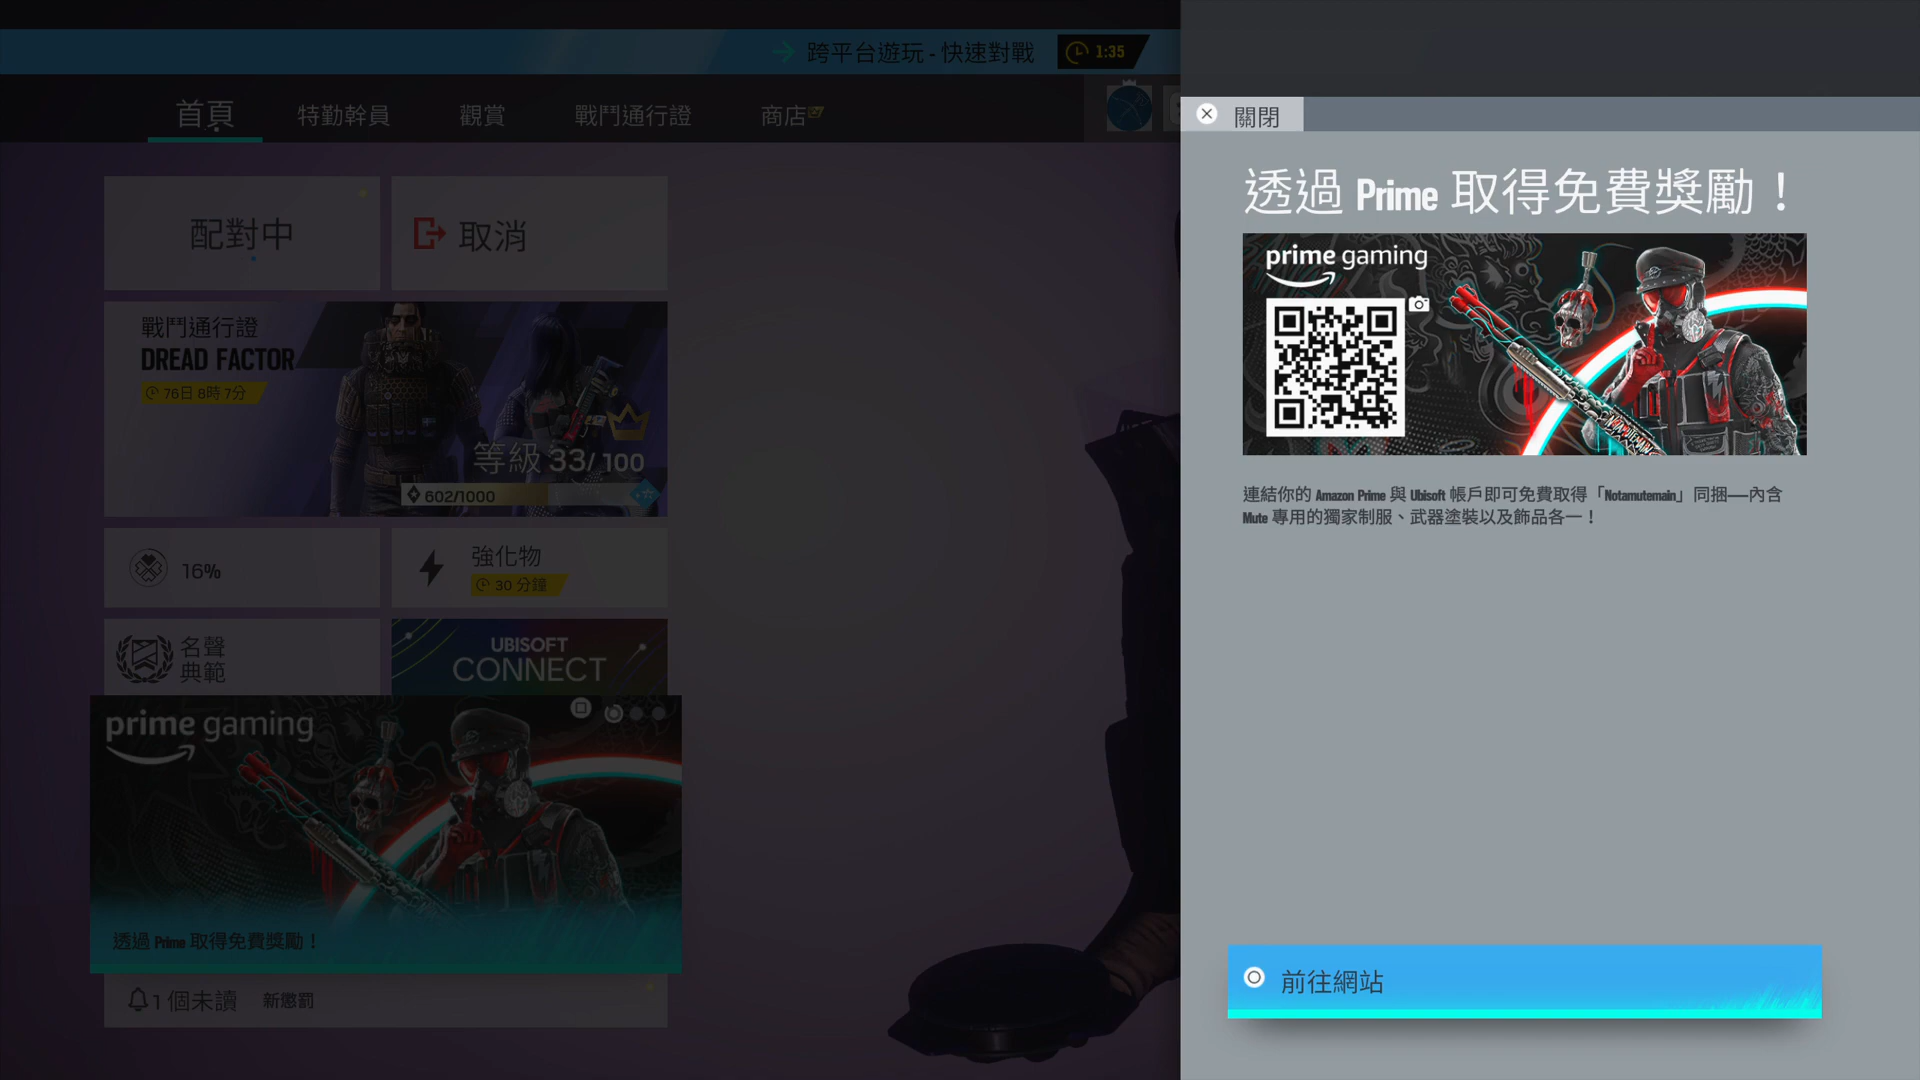 跨平台遊玩 - 快速對戰
1:35
首頁
特勤幹員
觀賞
戰鬥通行證
商店
配對中
取消
戰鬥通行證
DREAD FACTOR
76日 8時 7分
等級 33/100
602/1000
16%
強化物
30 分鐘
名聲
典範
UBISOFT
CONNECT
prime gaming
透過 Prime 取得免費獎勵！
1 個未讀 新懲罰
關閉
透過 Prime 取得免費獎勵！
prime gaming
連結你的 Amazon Prime 與 Ubisoft 帳戶即可免費取得「Notamutemain」同捆──內含
Mute 專用的獨家制服、武器塗裝以及飾品各一！
前往網站